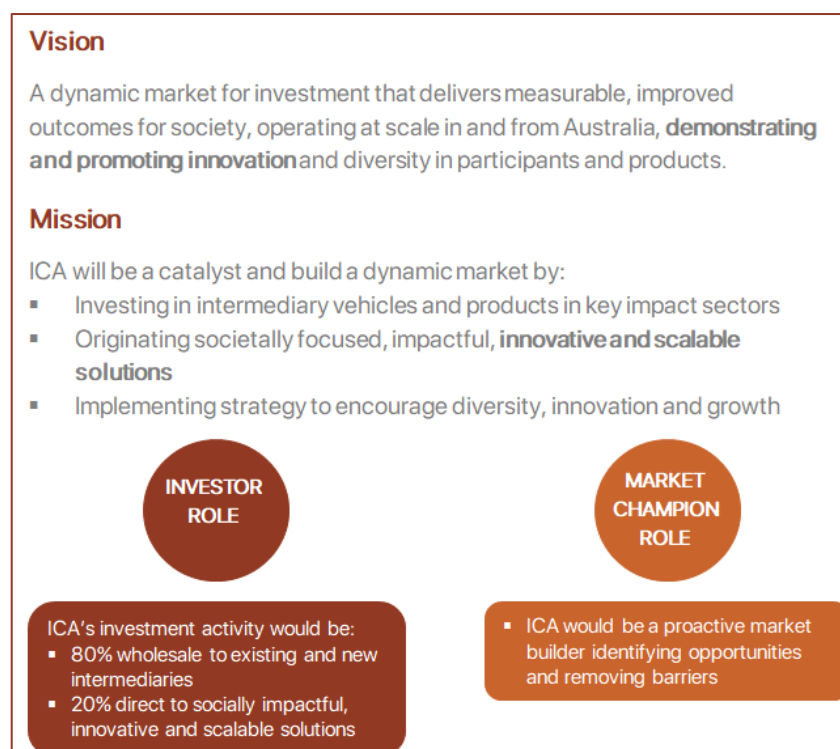 Vision
A dynamic market for investment that delivers measurable, improved
outcomes for society, operating at scale in and from Australia, demonstrating
and promoting innovation and diversity in participants and products.
Mission
ICA will be a catalyst and build a dynamic market by:
▪ Investing in intermediary vehicles and products in key impact sectors
▪ Originating societally focused, impactful, innovative and scalable
solutions
▪ Implementing strategy to encourage diversity, innovation and growth
INVESTOR
ROLE
MARKET
CHAMPION
ROLE
ICA's investment activity would be:
▪ 80% wholesale to existing and new
intermediaries
▪ 20% direct to socially impactful,
innovative and scalable solutions
▪ ICA would be a proactive market
builder identifying opportunities
and removing barriers